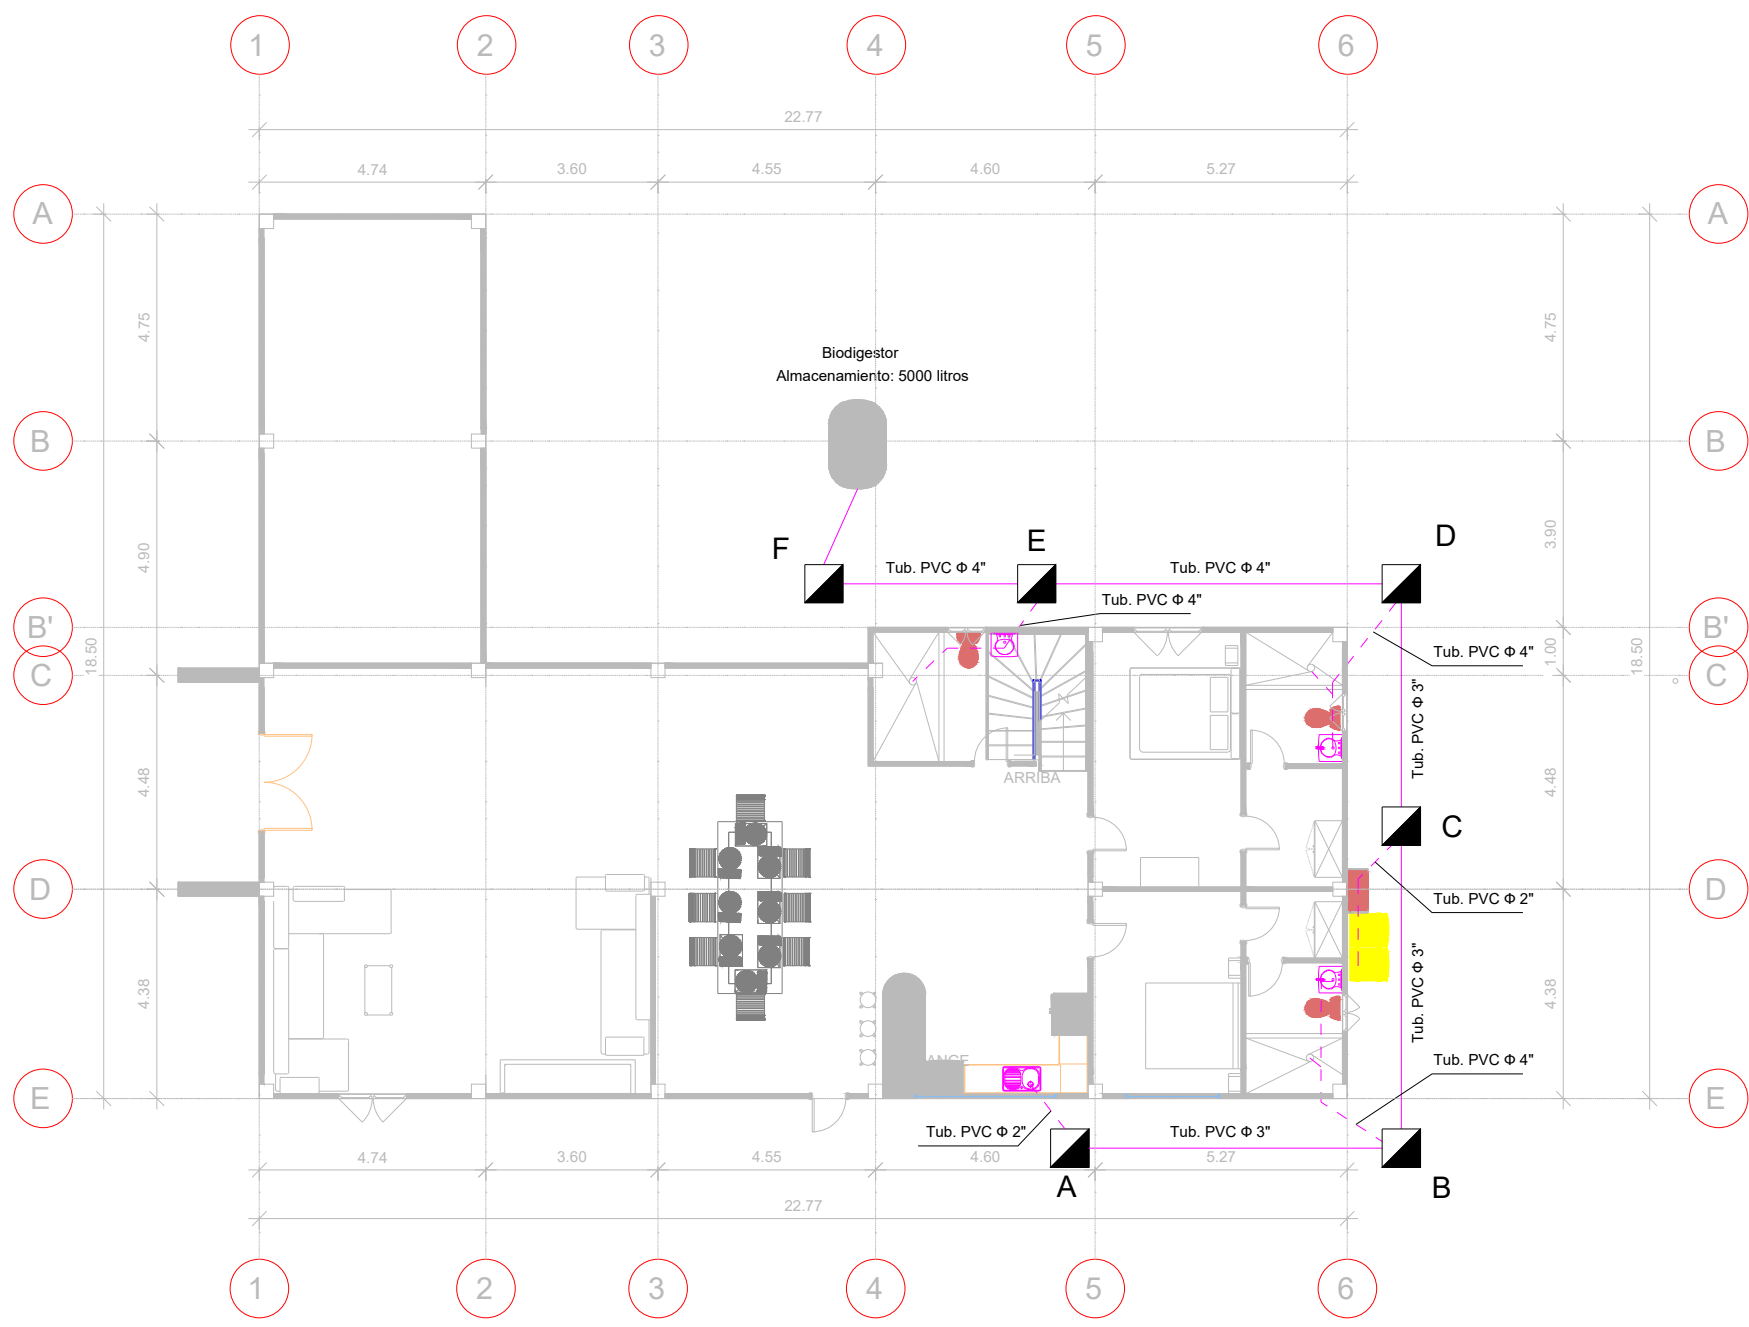 1 2 3 4 5 6
22.77
4.74 3.60 4.55 4.60 5.27
A A
4.75 4.75
Biodigestor
Almacenamiento: 5000 litros
B B
4.90 3.90
F E D
Tub. PVC Φ 4" Tub. PVC Φ 4"
Tub. PVC Φ 4"
B' B'
18.50 1.00 18.50
Tub. PVC Φ 4"
C C
Tub. PVC Φ 3"
4.48 4.48
ARRIBA
C
D D
Tub. PVC Φ 2"
4.38 4.38
Tub. PVC Φ 3"
Tub. PVC Φ 4"
ANGE
E E
Tub. PVC Φ 2" Tub. PVC Φ 3"
4.74 3.60 4.55 4.60 5.27
A B
22.77
1 2 3 4 5 6